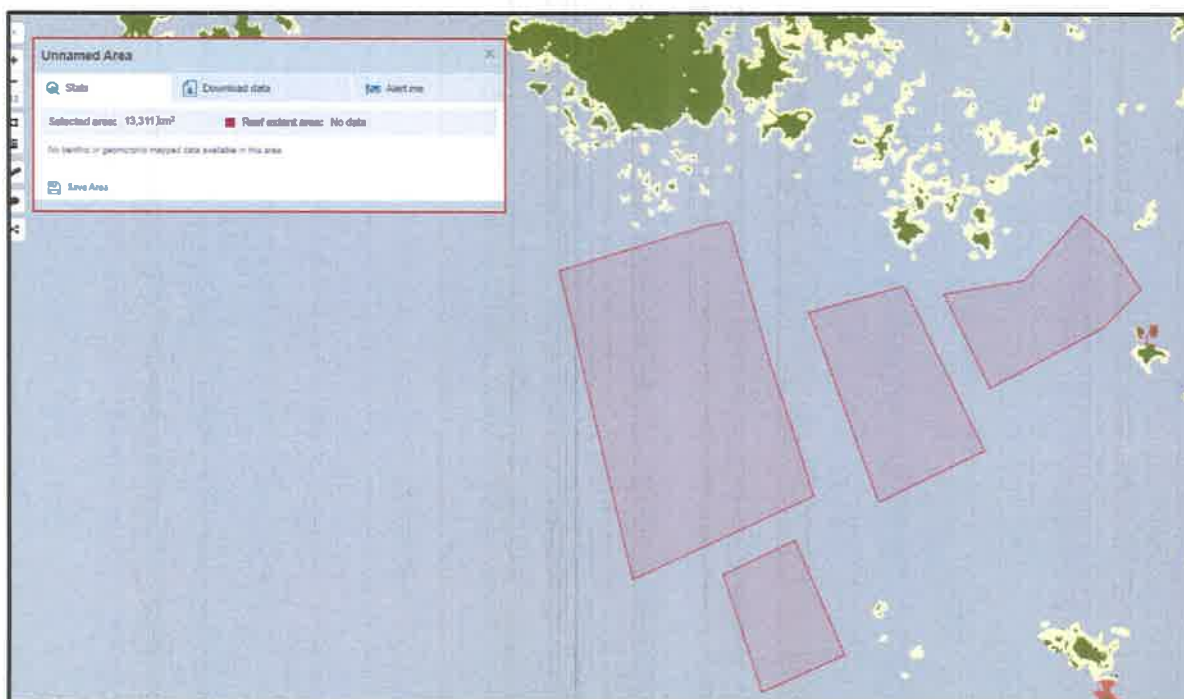 Unnamed Area
Stats Download data Alert me
Selected area: 13,311 km² Reef extent area: No data
No benthic or geomorphic mapped data available in this area
Save Area